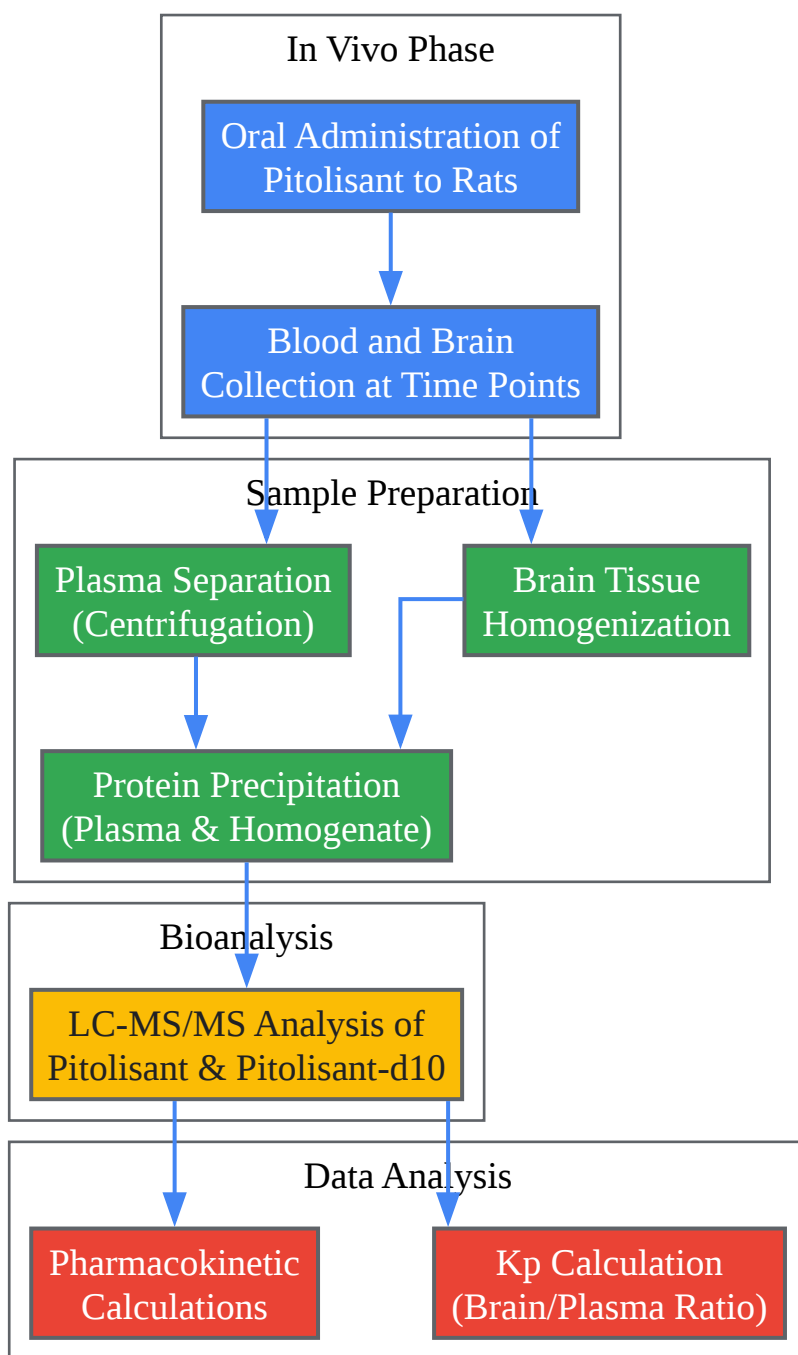 In Vivo Phase
Oral Administration of
Pitolisant to Rats
Blood and Brain
Collection at Time Points
Sample Preparation
Plasma Separation
(Centrifugation)
Brain Tissue
Homogenization
Protein Precipitation
(Plasma & Homogenate)
Bioanalysis
LC-MS/MS Analysis of
Pitolisant & Pitolisant-d10
Data Analysis
Pharmacokinetic
Calculations
Kp Calculation
(Brain/Plasma Ratio)